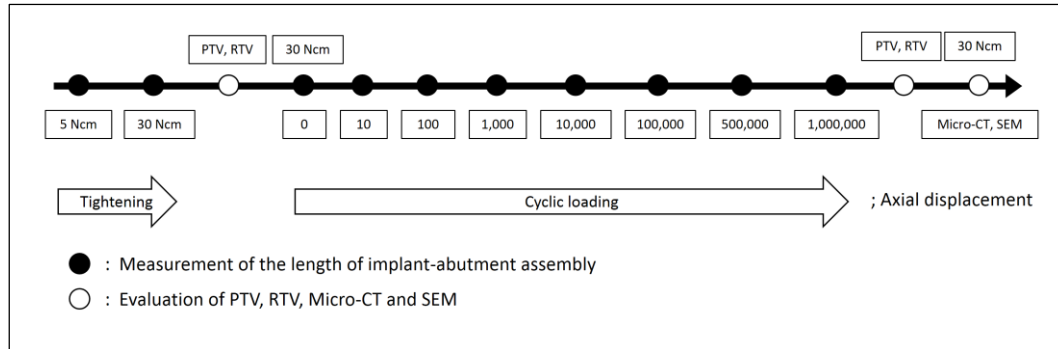 PTV, RTV 30 Ncm PTV, RTV 30 Ncm
5 Ncm 30 Ncm 0 10 100 1,000 10,000 100,000 500,000 1,000,000 Micro-CT, SEM
Tightening Cyclic loading ; Axial displacement
: Measurement of the length of implant-abutment assembly
: Evaluation of PTV, RTV, Micro-CT and SEM